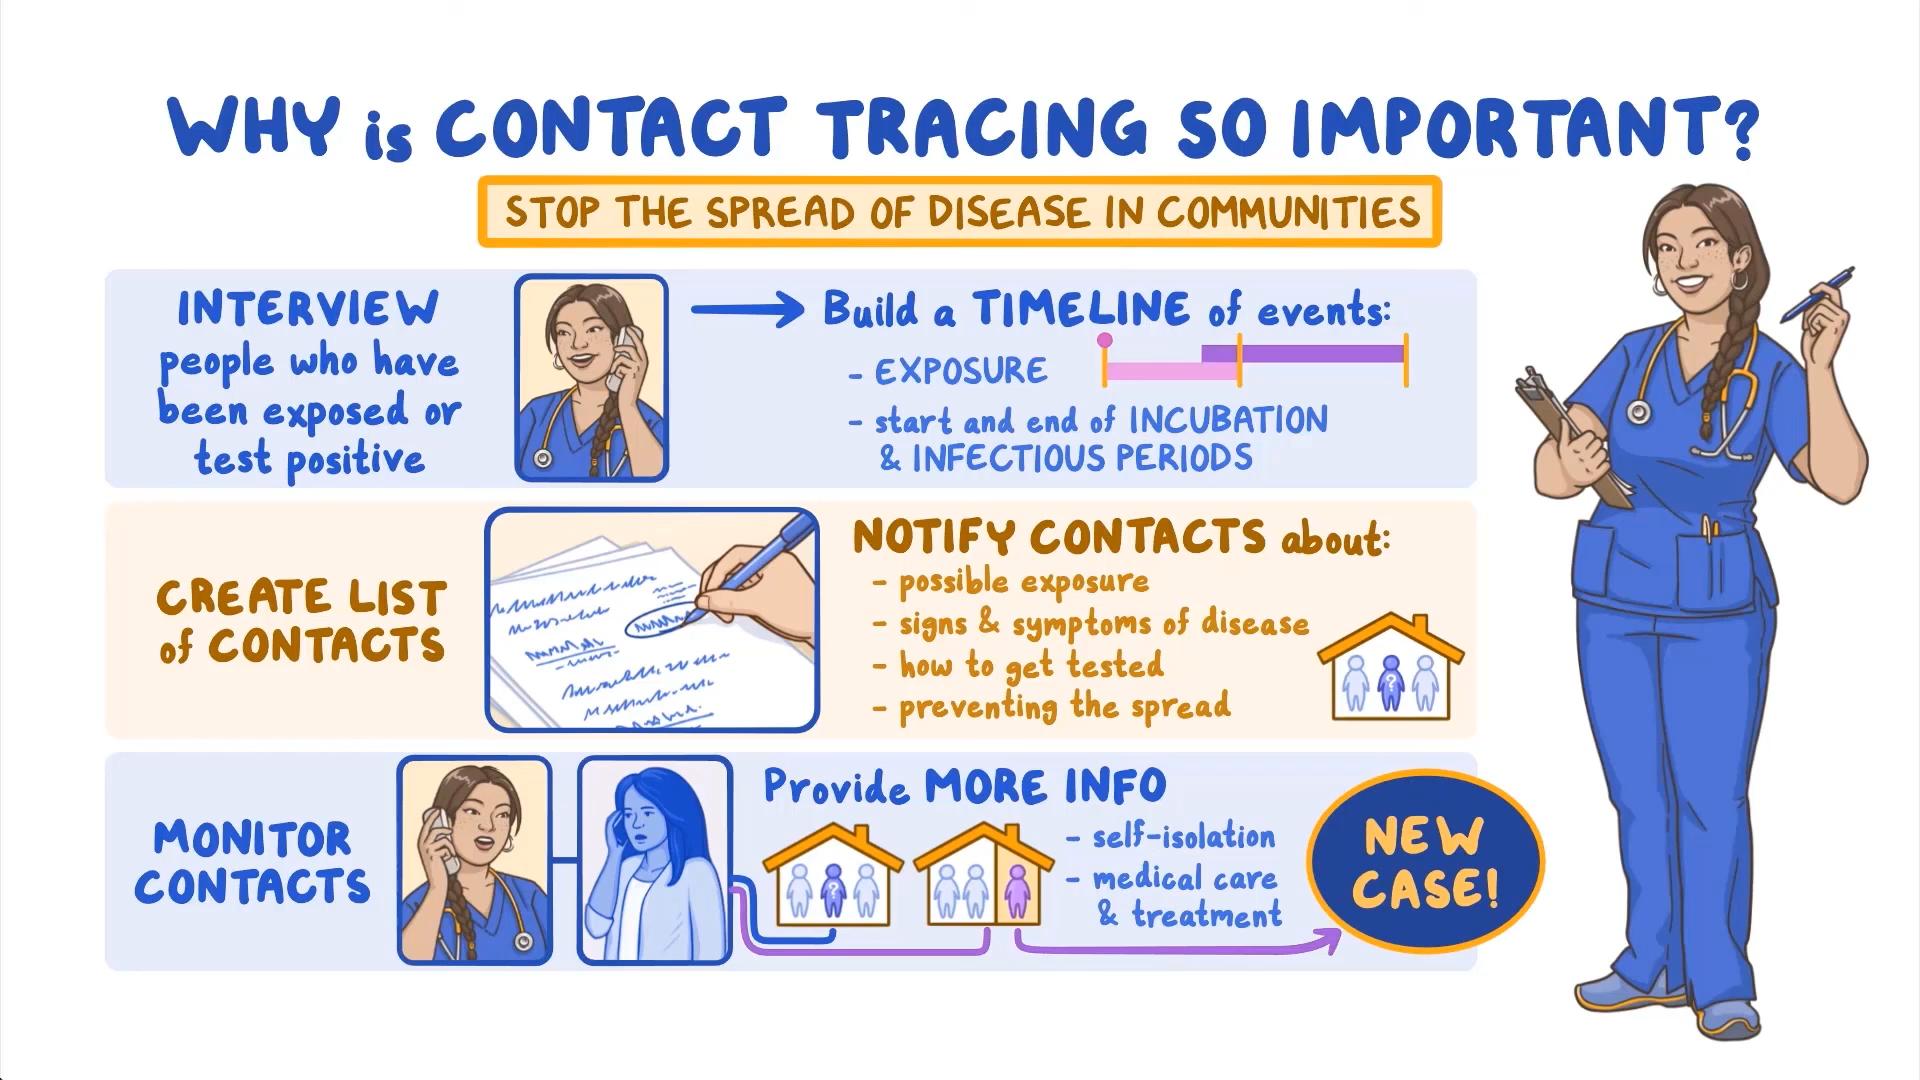 WHY is CONTACT TRACING SO IMPORTANT?
STOP THE SPREAD OF DISEASE IN COMMUNITIES
INTERVIEW
people who have
been exposed or
test positive
Build a TIMELINE of events:
- EXPOSURE
- start and end of INCUBATION
& INFECTIOUS PERIODS
CREATE LIST
of CONTACTS
NOTIFY CONTACTS about:
- possible exposure
- signs & symptoms of disease
- how to get tested
- preventing the spread
?
MONITOR
CONTACTS
Provide MORE INFO
?
- self-isolation
- medical care
& treatment
NEW
CASE!